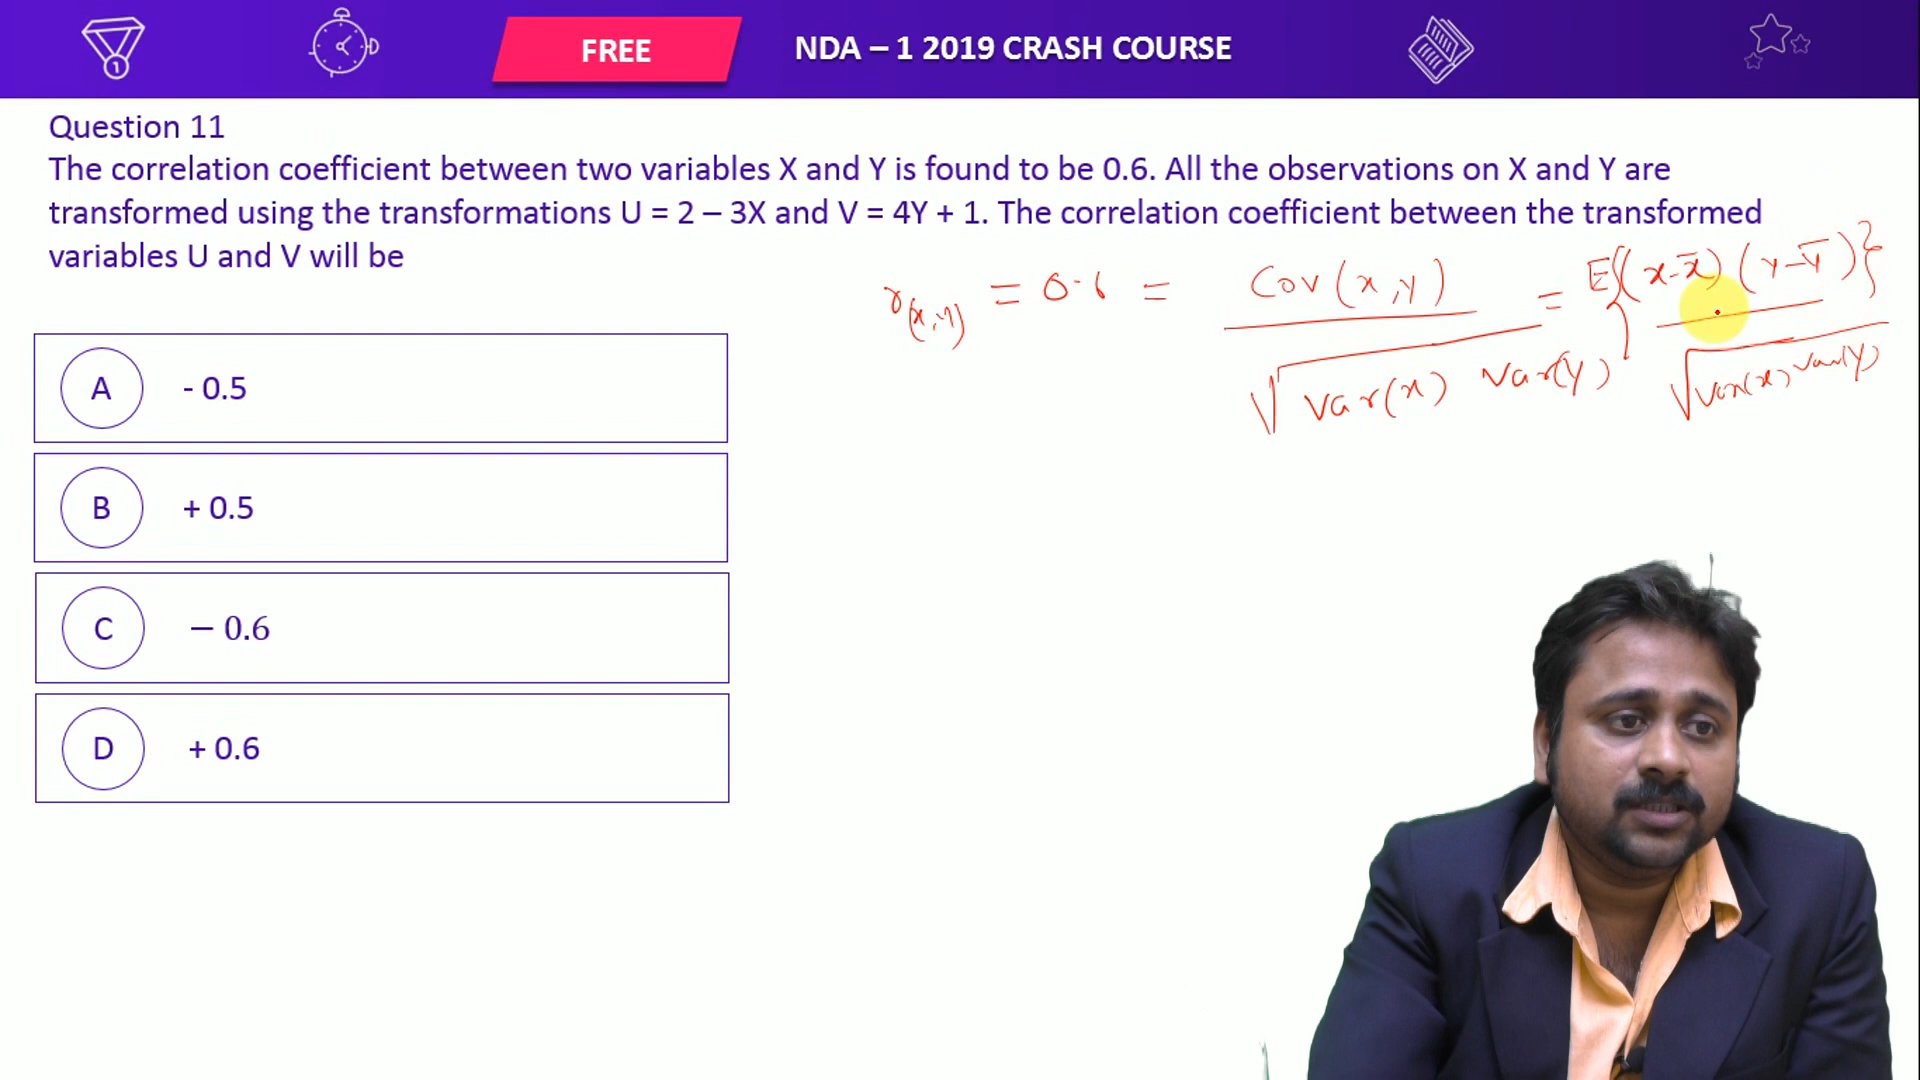 FREE
NDA – 1 2019 CRASH COURSE
Question 11
The correlation coefficient between two variables X and Y is found to be 0.6. All the observations on X and Y are
transformed using the transformations U = 2 – 3X and V = 4Y + 1. The correlation coefficient between the transformed
variables U and V will be
r(x,y) = 0.6 = Cov(x,y) / √var(x) var(y) = E{(x-x̄)(y-ȳ)} / √var(x) var(y)
A - 0.5
B + 0.5
C − 0.6
D + 0.6
1